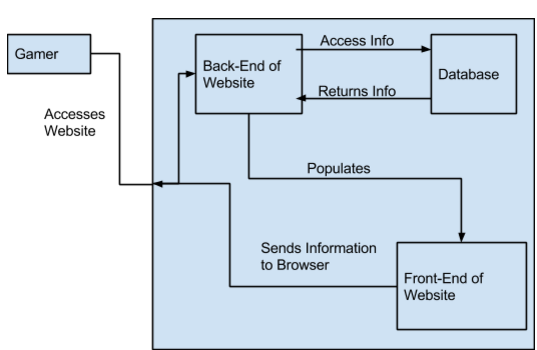 Gamer
Accesses
Website
Back-End of
Website
Access Info
Returns Info
Database
Populates
Sends Information
to Browser
Front-End of
Website